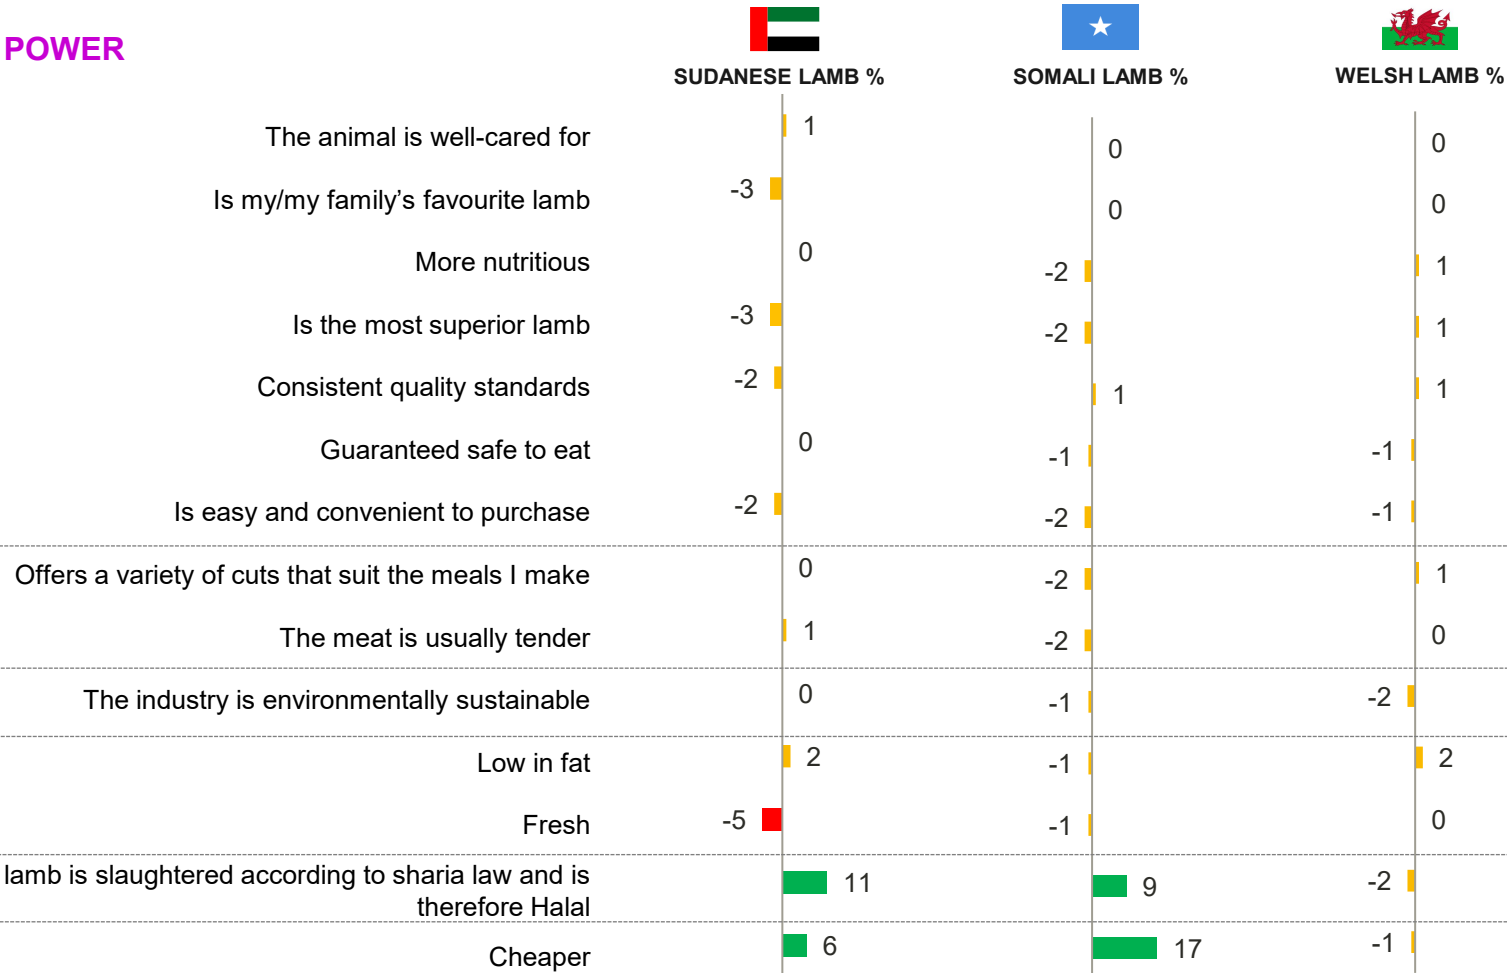 POWER
SUDANESE LAMB %
SOMALI LAMB %
WELSH LAMB %
The animal is well-cared for
1
0
0
Is my/my family’s favourite lamb
-3
0
0
More nutritious
0
-2
1
Is the most superior lamb
-3
-2
1
Consistent quality standards
-2
1
1
Guaranteed safe to eat
0
-1
-1
Is easy and convenient to purchase
-2
-2
-1
Offers a variety of cuts that suit the meals I make
0
-2
1
The meat is usually tender
1
-2
0
The industry is environmentally sustainable
0
-1
-2
Low in fat
2
-1
2
Fresh
-5
-1
0
lamb is slaughtered according to sharia law and is
therefore Halal
11
9
-2
Cheaper
6
17
-1